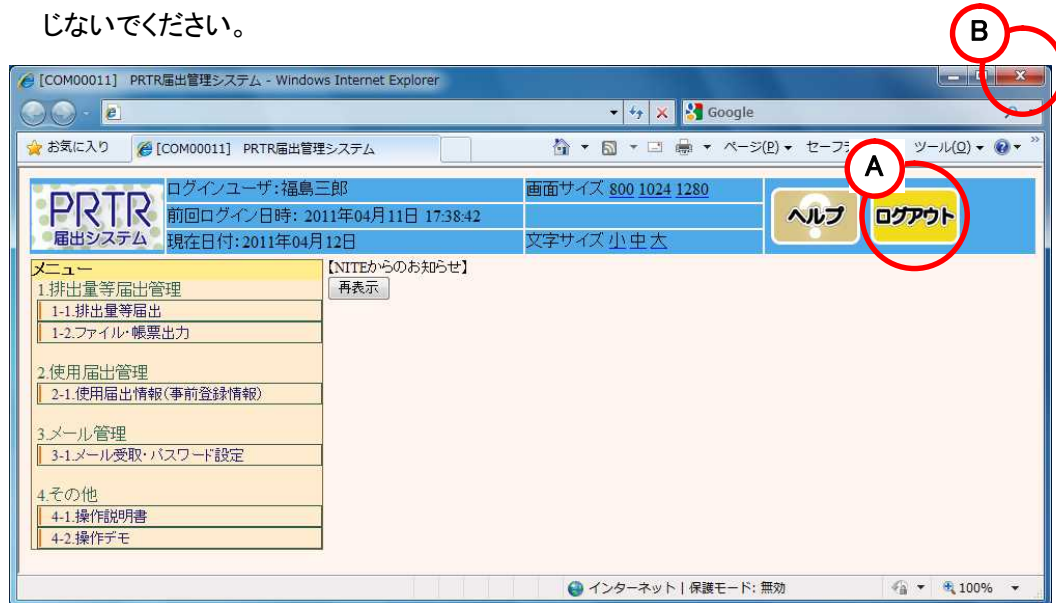 じないでください。
B
[COM00011] PRTR届出管理システム - Windows Internet Explorer
Google
お気に入り
[COM00011] PRTR届出管理システム
ページ(P)
ツール(O)
A
PRTR
届出システム
ログインユーザ:福島三郎
画面サイズ 800 1024 1280
前回ログイン日時: 2011年04月11日 17:38:42
現在日付:2011年04月12日
文字サイズ 小 中 大
ヘルプ
ログアウト
メニュー
【NITEからのお知らせ】
1.排出量等届出管理
再表示
1-1.排出量等届出
1-2.ファイル・帳票出力
2.使用届出管理
2-1.使用届出情報(事前登録情報)
3.メール管理
3-1.メール受取・パスワード設定
4.その他
4-1.操作説明書
4-2.操作デモ
インターネット | 保護モード: 無効
100%